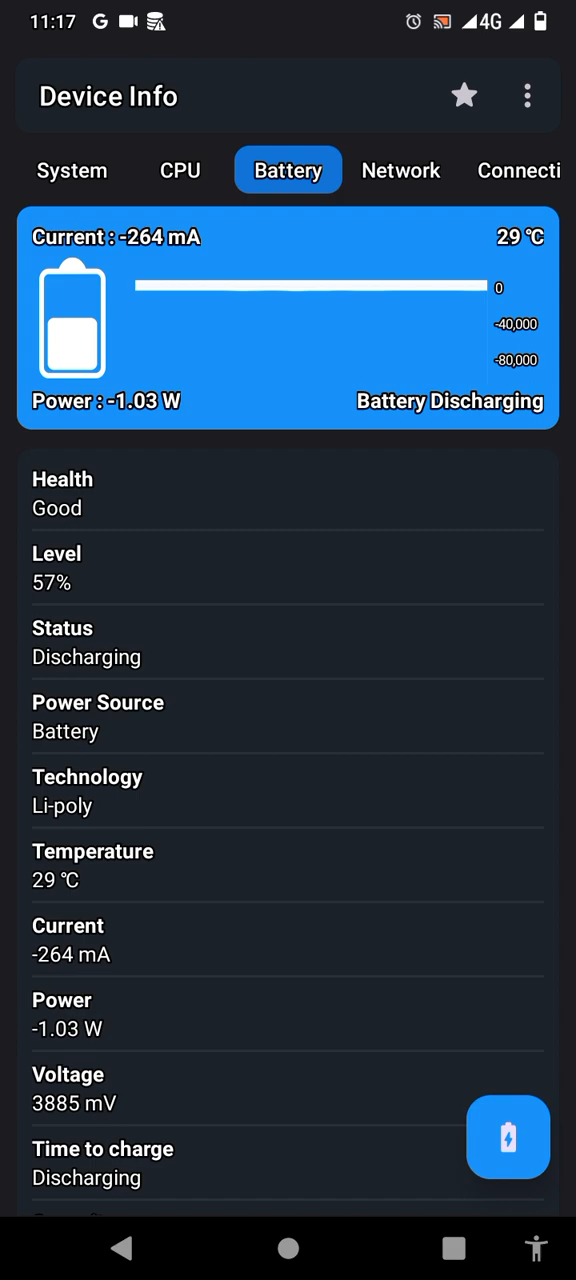 11:17 G 4G
Device Info
System CPU Battery Network Connecti
Current : -264 mA 29 ℃
0
-40,000
-80,000
Power : -1.03 W Battery Discharging
Health
Good
Level
57%
Status
Discharging
Power Source
Battery
Technology
Li-poly
Temperature
29 ℃
Current
-264 mA
Power
-1.03 W
Voltage
3885 mV
Time to charge
Discharging